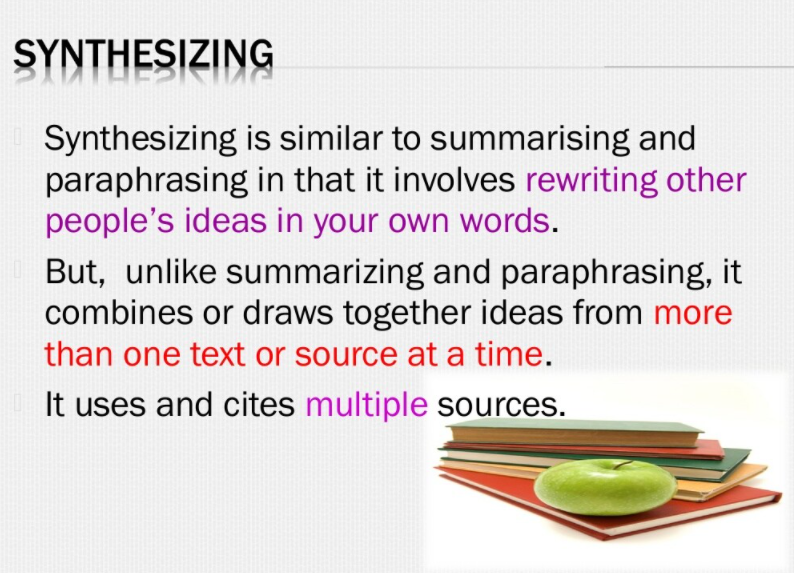 SYNTHESIZING
Synthesizing is similar to summarising and
paraphrasing in that it involves rewriting other
people’s ideas in your own words.
But,  unlike summarizing and paraphrasing, it
combines or draws together ideas from more
than one text or source at a time.
It uses and cites multiple sources.